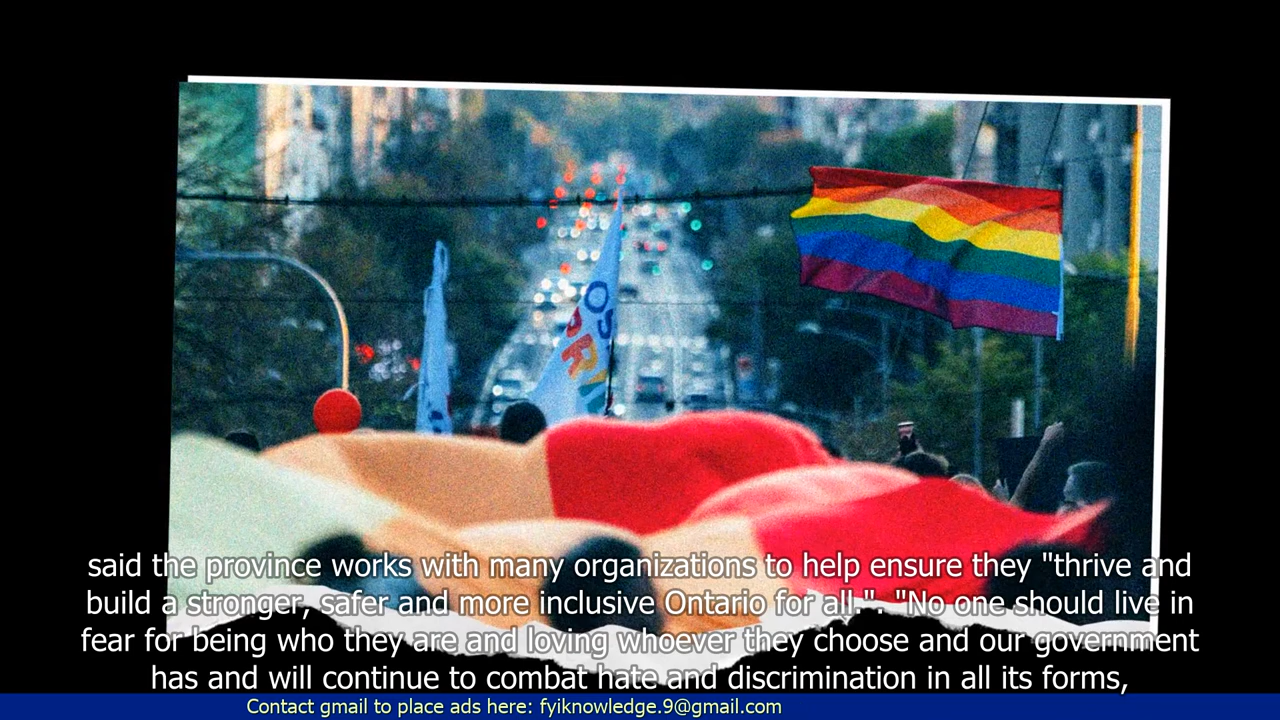 OS
PRI
said the province works with many organizations to help ensure they "thrive and
build a stronger, safer and more inclusive Ontario for all.". "No one should live in
fear for being who they are and loving whoever they choose and our government
has and will continue to combat hate and discrimination in all its forms,
Contact gmail to place ads here: fyiknowledge.9@gmail.com